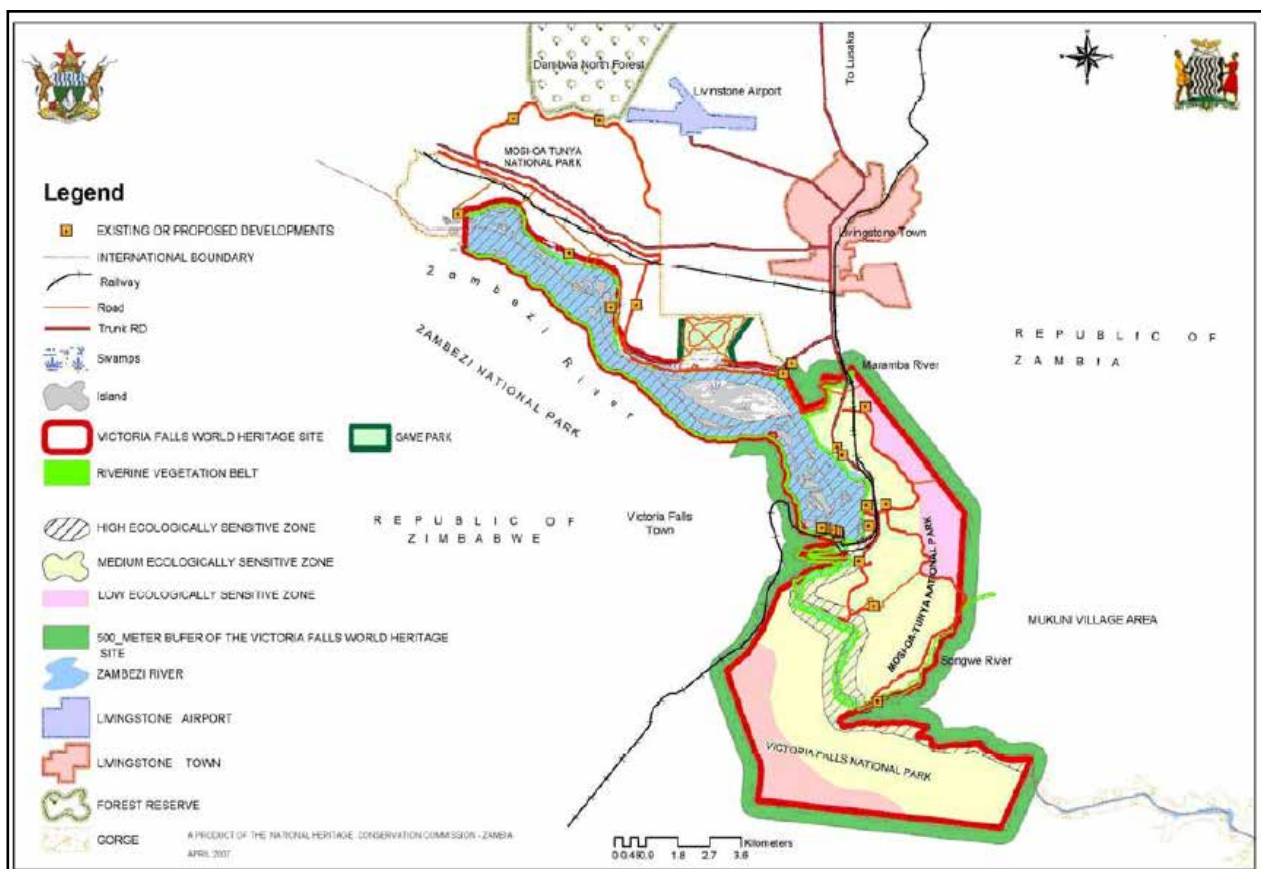 Dambwa North Forest
Livinstone Airport
To Lusaka
MOSI-OA TUNYA
NATIONAL PARK
Livingstone Town
Zambezi River
ZAMBEZI NATIONAL PARK
Maramba River
REPUBLIC OF
ZAMBIA
REPUBLIC OF
ZIMBABWE
Victoria Falls
Town
MOSI-OA-TUNYA NATIONAL PARK
MUKUNI VILLAGE AREA
Songwe River
VICTORIA FALLS NATIONAL PARK
Legend
EXISTING OR PROPOSED DEVELOPMENTS
INTERNATIONAL BOUNDARY
Railway
Road
Trunk RD
Swamps
Island
VICTORIA FALLS WORLD HERITAGE SITE
GAME PARK
RIVERINE VEGETATION BELT
HIGH ECOLOGICALLY SENSITIVE ZONE
MEDIUM ECOLOGICALLY SENSITIVE ZONE
LOW ECOLOGICALLY SENSITIVE ZONE
500_METER BUFER OF THE VICTORIA FALLS WORLD HERITAGE
SITE
ZAMBEZI RIVER
LIVINGSTONE AIRPORT
LIVINGSTONE TOWN
FOREST RESERVE
GORGE
A PRODUCT OF THE NATIONAL HERITAGE CONSERVATION COMMISSION - ZAMBIA
APRIL 2007
Kilometers
1.8 2.7 3.6